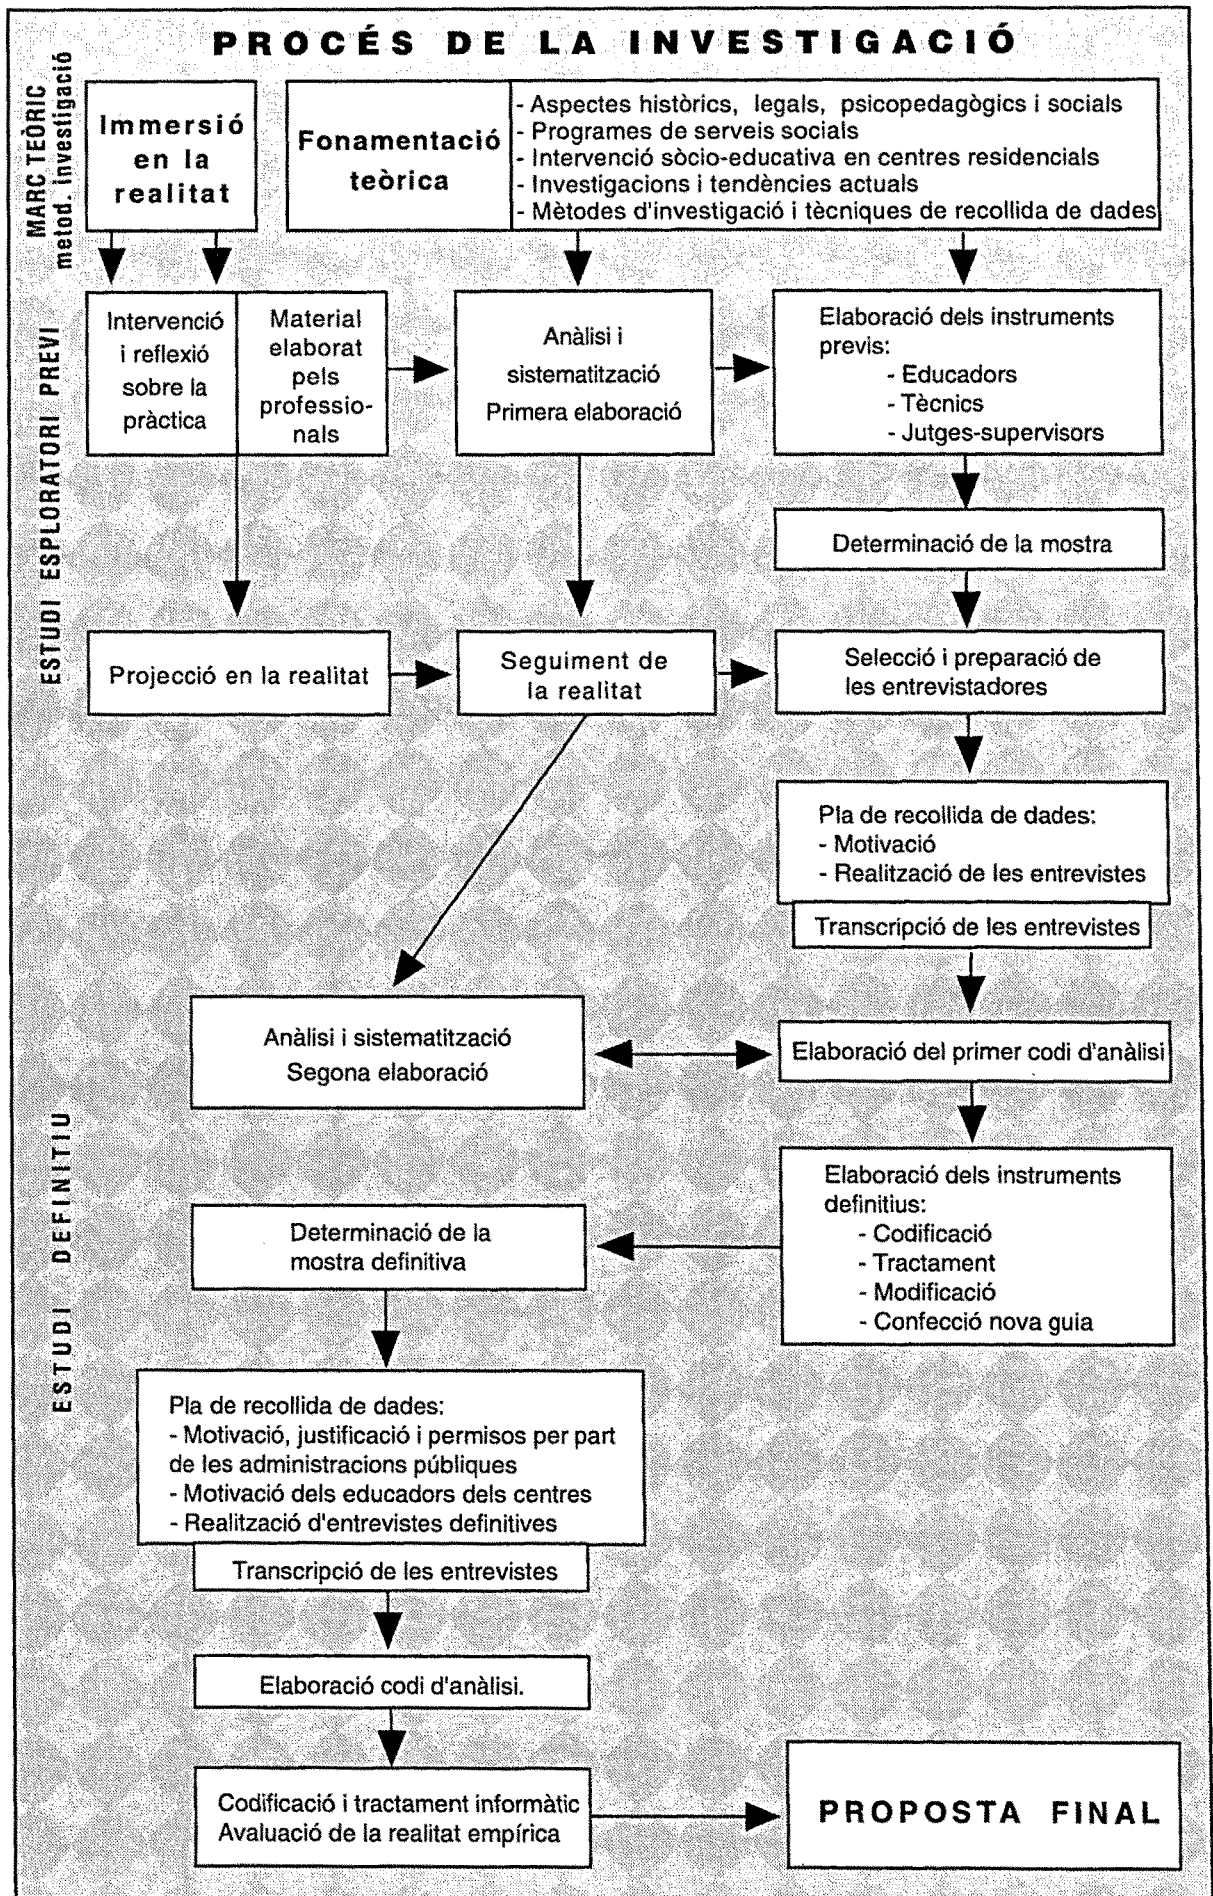 PROCÉS DE LA INVESTIGACIÓ
MARC TEÒRIC
metod. investigació
Immersió
en la
realitat
Fonamentació
teòrica
- Aspectes històrics, legals, psicopedagògics i socials
- Programes de serveis socials
- Intervenció sòcio-educativa en centres residencials
- Investigacions i tendències actuals
- Mètodes d'investigació i tècniques de recollida de dades
ESTUDI ESPLORATORI PREVI
Intervenció
i reflexió
sobre la
pràctica
Material
elaborat
pels
professio-
nals
Anàlisi i
sistematització
Primera elaboració
Elaboració dels instruments
previs:
- Educadors
- Tècnics
- Jutges-supervisors
Determinació de la mostra
Projecció en la realitat
Seguiment de
la realitat
Selecció i preparació de
les entrevistadores
Pla de recollida de dades:
- Motivació
- Realització de les entrevistes
Transcripció de les entrevistes
Anàlisi i sistematització
Segona elaboració
Elaboració del primer codi d'anàlisi
ESTUDI DEFINITIU
Elaboració dels instruments
definitius:
- Codificació
- Tractament
- Modificació
- Confecció nova guia
Determinació de la
mostra definitiva
Pla de recollida de dades:
- Motivació, justificació i permisos per part
de les administracions públiques
- Motivació dels educadors dels centres
- Realització d'entrevistes definitives
Transcripció de les entrevistes
Elaboració codi d'anàlisi.
Codificació i tractament informàtic
Avaluació de la realitat empírica
PROPOSTA FINAL